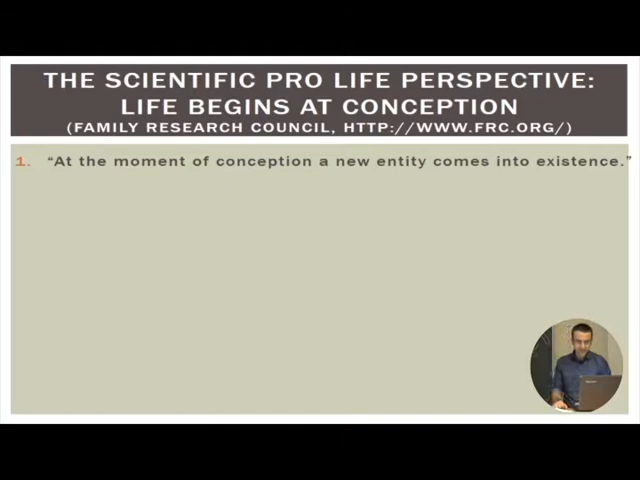 THE SCIENTIFIC PRO LIFE PERSPECTIVE:
LIFE BEGINS AT CONCEPTION
(FAMILY RESEARCH COUNCIL, HTTP://WWW.FRC.ORG/)
1. “At the moment of conception a new entity comes into existence.”